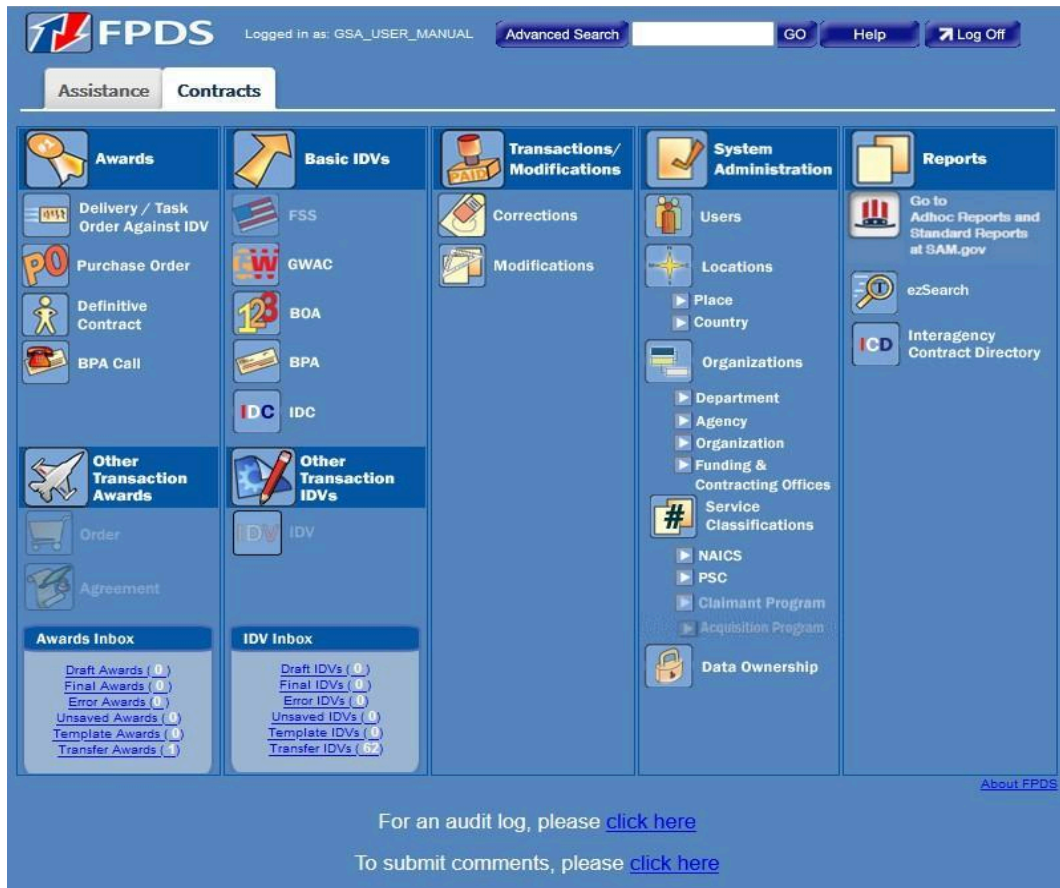 FPDS
Logged in as: GSA_USER_MANUAL
Advanced Search
GO
Help
Log Off
Assistance
Contracts
Awards
Delivery / Task
Order Against IDV
PO
Purchase Order
Definitive
Contract
BPA Call
Other
Transaction
Awards
Order
Agreement
Awards Inbox
Draft Awards ( 0 )
Final Awards ( 0 )
Error Awards ( 0 )
Unsaved Awards ( 0)
Template Awards ( 0)
Transfer Awards ( 1)
Basic IDVs
FSS
GW
GWAC
123
BOA
BPA
IDC
IDC
Other
Transaction
IDVs
IDV
IDV
IDV Inbox
Draft IDVs ( 0 )
Final IDVs ( 0 )
Error IDVs ( 0)
Unsaved IDVs ( 0)
Template IDVs ( 0)
Transfer IDVs ( 62)
PAID
Transactions/
Modifications
Corrections
Modifications
System
Administration
Users
Locations
Place
Country
Organizations
Department
Agency
Organization
Funding &
Contracting Offices
#
Service
Classifications
NAICS
PSC
Claimant Program
Acquisition Program
Data Ownership
Reports
Go to
Adhoc Reports and
Standard Reports
at SAM.gov
T
ezSearch
ICD
Interagency
Contract Directory
About FPDS
For an audit log, please click here
To submit comments, please click here